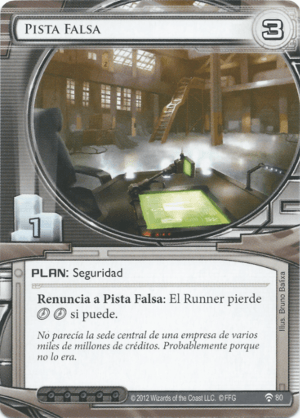 PISTA FALSA
3
1
PLAN: Seguridad
Renuncia a Pista Falsa: El Runner pierde
si puede.
No parecía la sede central de una empresa de varios
miles de millones de créditos. Probablemente porque
no lo era.
Illus. Bruno Balixa
© 2012 Wizards of the Coast LLC. © FFG